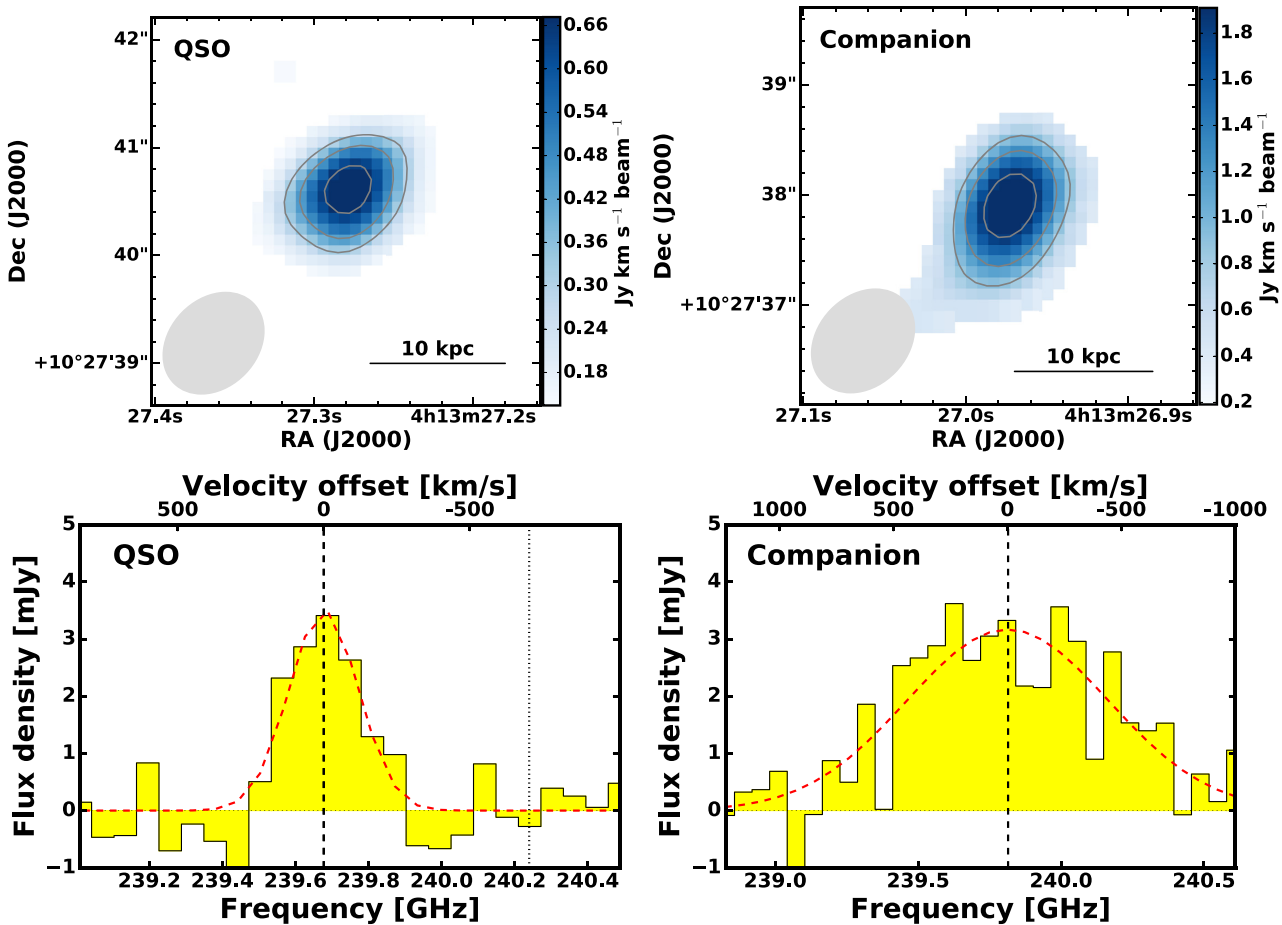 QSO
42"
41"
40"
+10°27'39"
Dec (J2000)
10 kpc
27.4s
27.3s
4h13m27.2s
RA (J2000)
0.66
0.60
0.54
0.48
0.42
0.36
0.30
0.24
0.18
Jy km s⁻¹ beam⁻¹
Companion
39"
38"
+10°27'37"
Dec (J2000)
10 kpc
27.1s
27.0s
4h13m26.9s
RA (J2000)
1.8
1.6
1.4
1.2
1.0
0.8
0.6
0.4
0.2
Jy km s⁻¹ beam⁻¹
Velocity offset [km/s]
500
0
-500
QSO
5
4
3
2
1
0
−1
Flux density [mJy]
239.2
239.4
239.6
239.8
240.0
240.2
240.4
Frequency [GHz]
Velocity offset [km/s]
1000
500
0
-500
-1000
Companion
5
4
3
2
1
0
−1
Flux density [mJy]
239.0
239.5
240.0
240.5
Frequency [GHz]